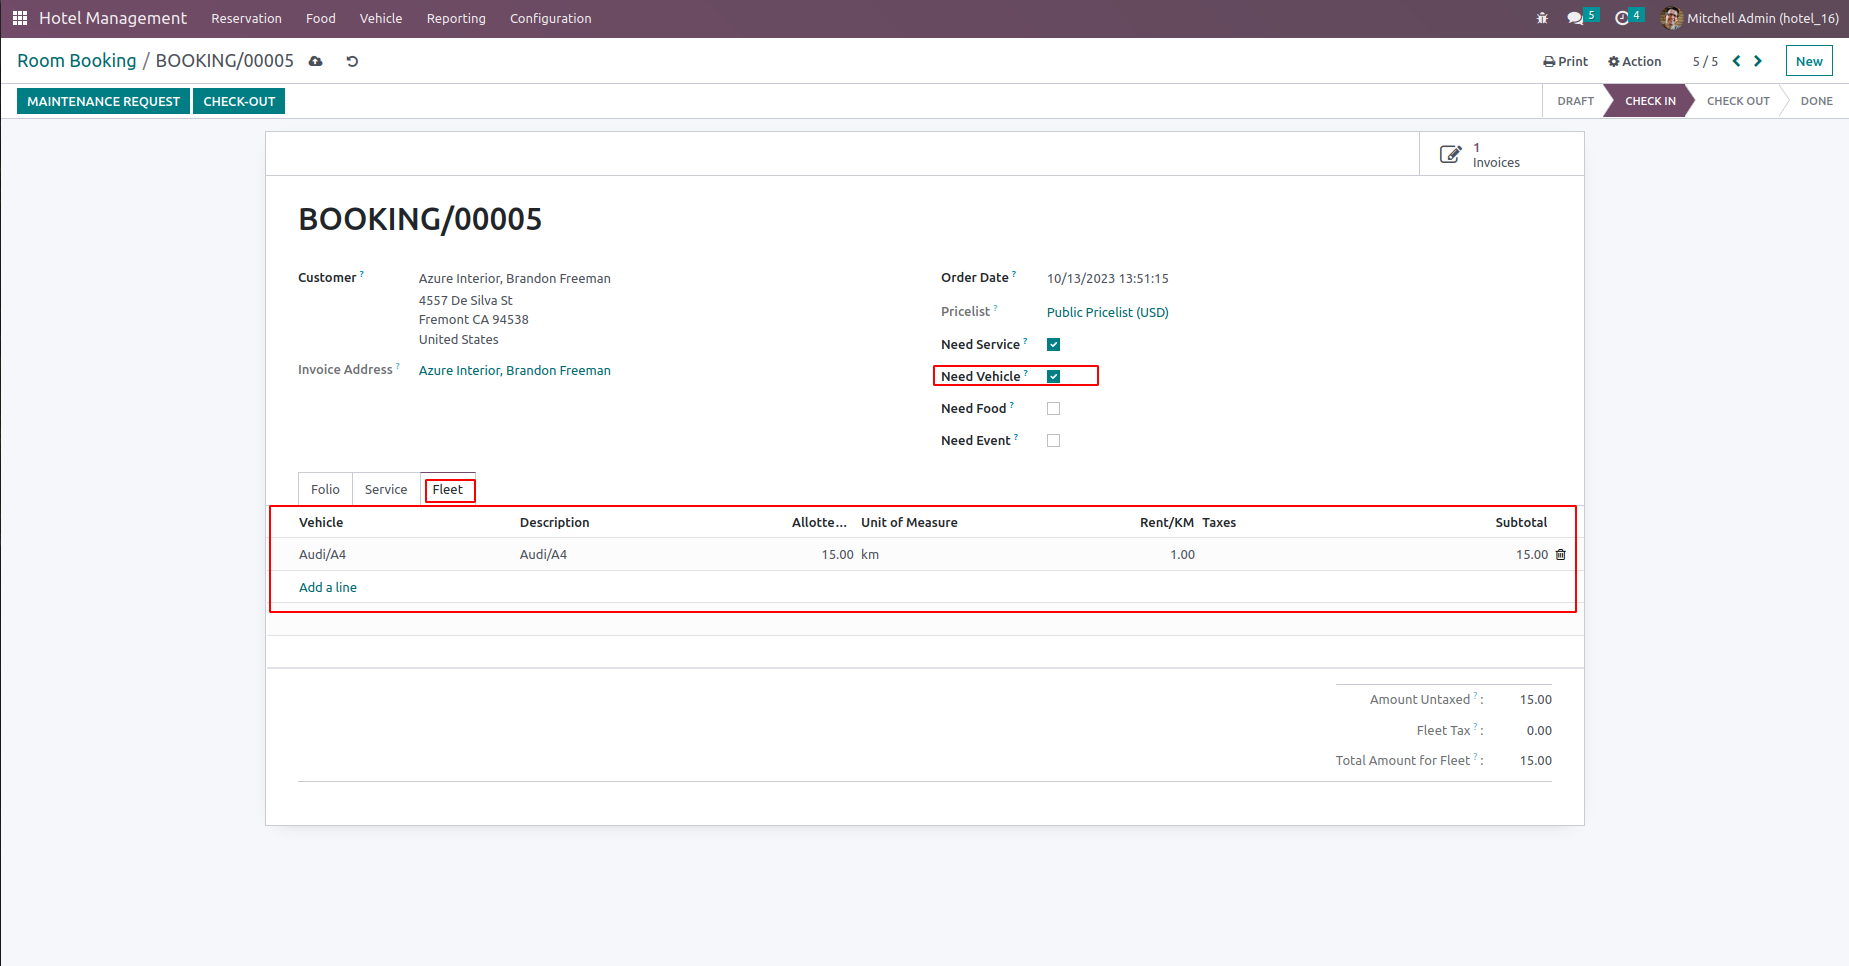 Hotel Management Reservation Food Vehicle Reporting Configuration 5 4 Mitchell Admin (hotel_16)
Room Booking / BOOKING/00005 Print Action 5 / 5 New
MAINTENANCE REQUEST CHECK-OUT DRAFT CHECK IN CHECK OUT DONE
1
Invoices
BOOKING/00005
Customer ? Azure Interior, Brandon Freeman Order Date ? 10/13/2023 13:51:15
4557 De Silva St
Fremont CA 94538 Pricelist ? Public Pricelist (USD)
United States Need Service ?
Invoice Address ? Azure Interior, Brandon Freeman Need Vehicle ?
Need Food ?
Need Event ?
Folio Service Fleet
Vehicle Description Allotte... Unit of Measure Rent/KM Taxes Subtotal
Audi/A4 Audi/A4 15.00 km 1.00 15.00
Add a line
Amount Untaxed ? : 15.00
Fleet Tax ? : 0.00
Total Amount for Fleet ? : 15.00